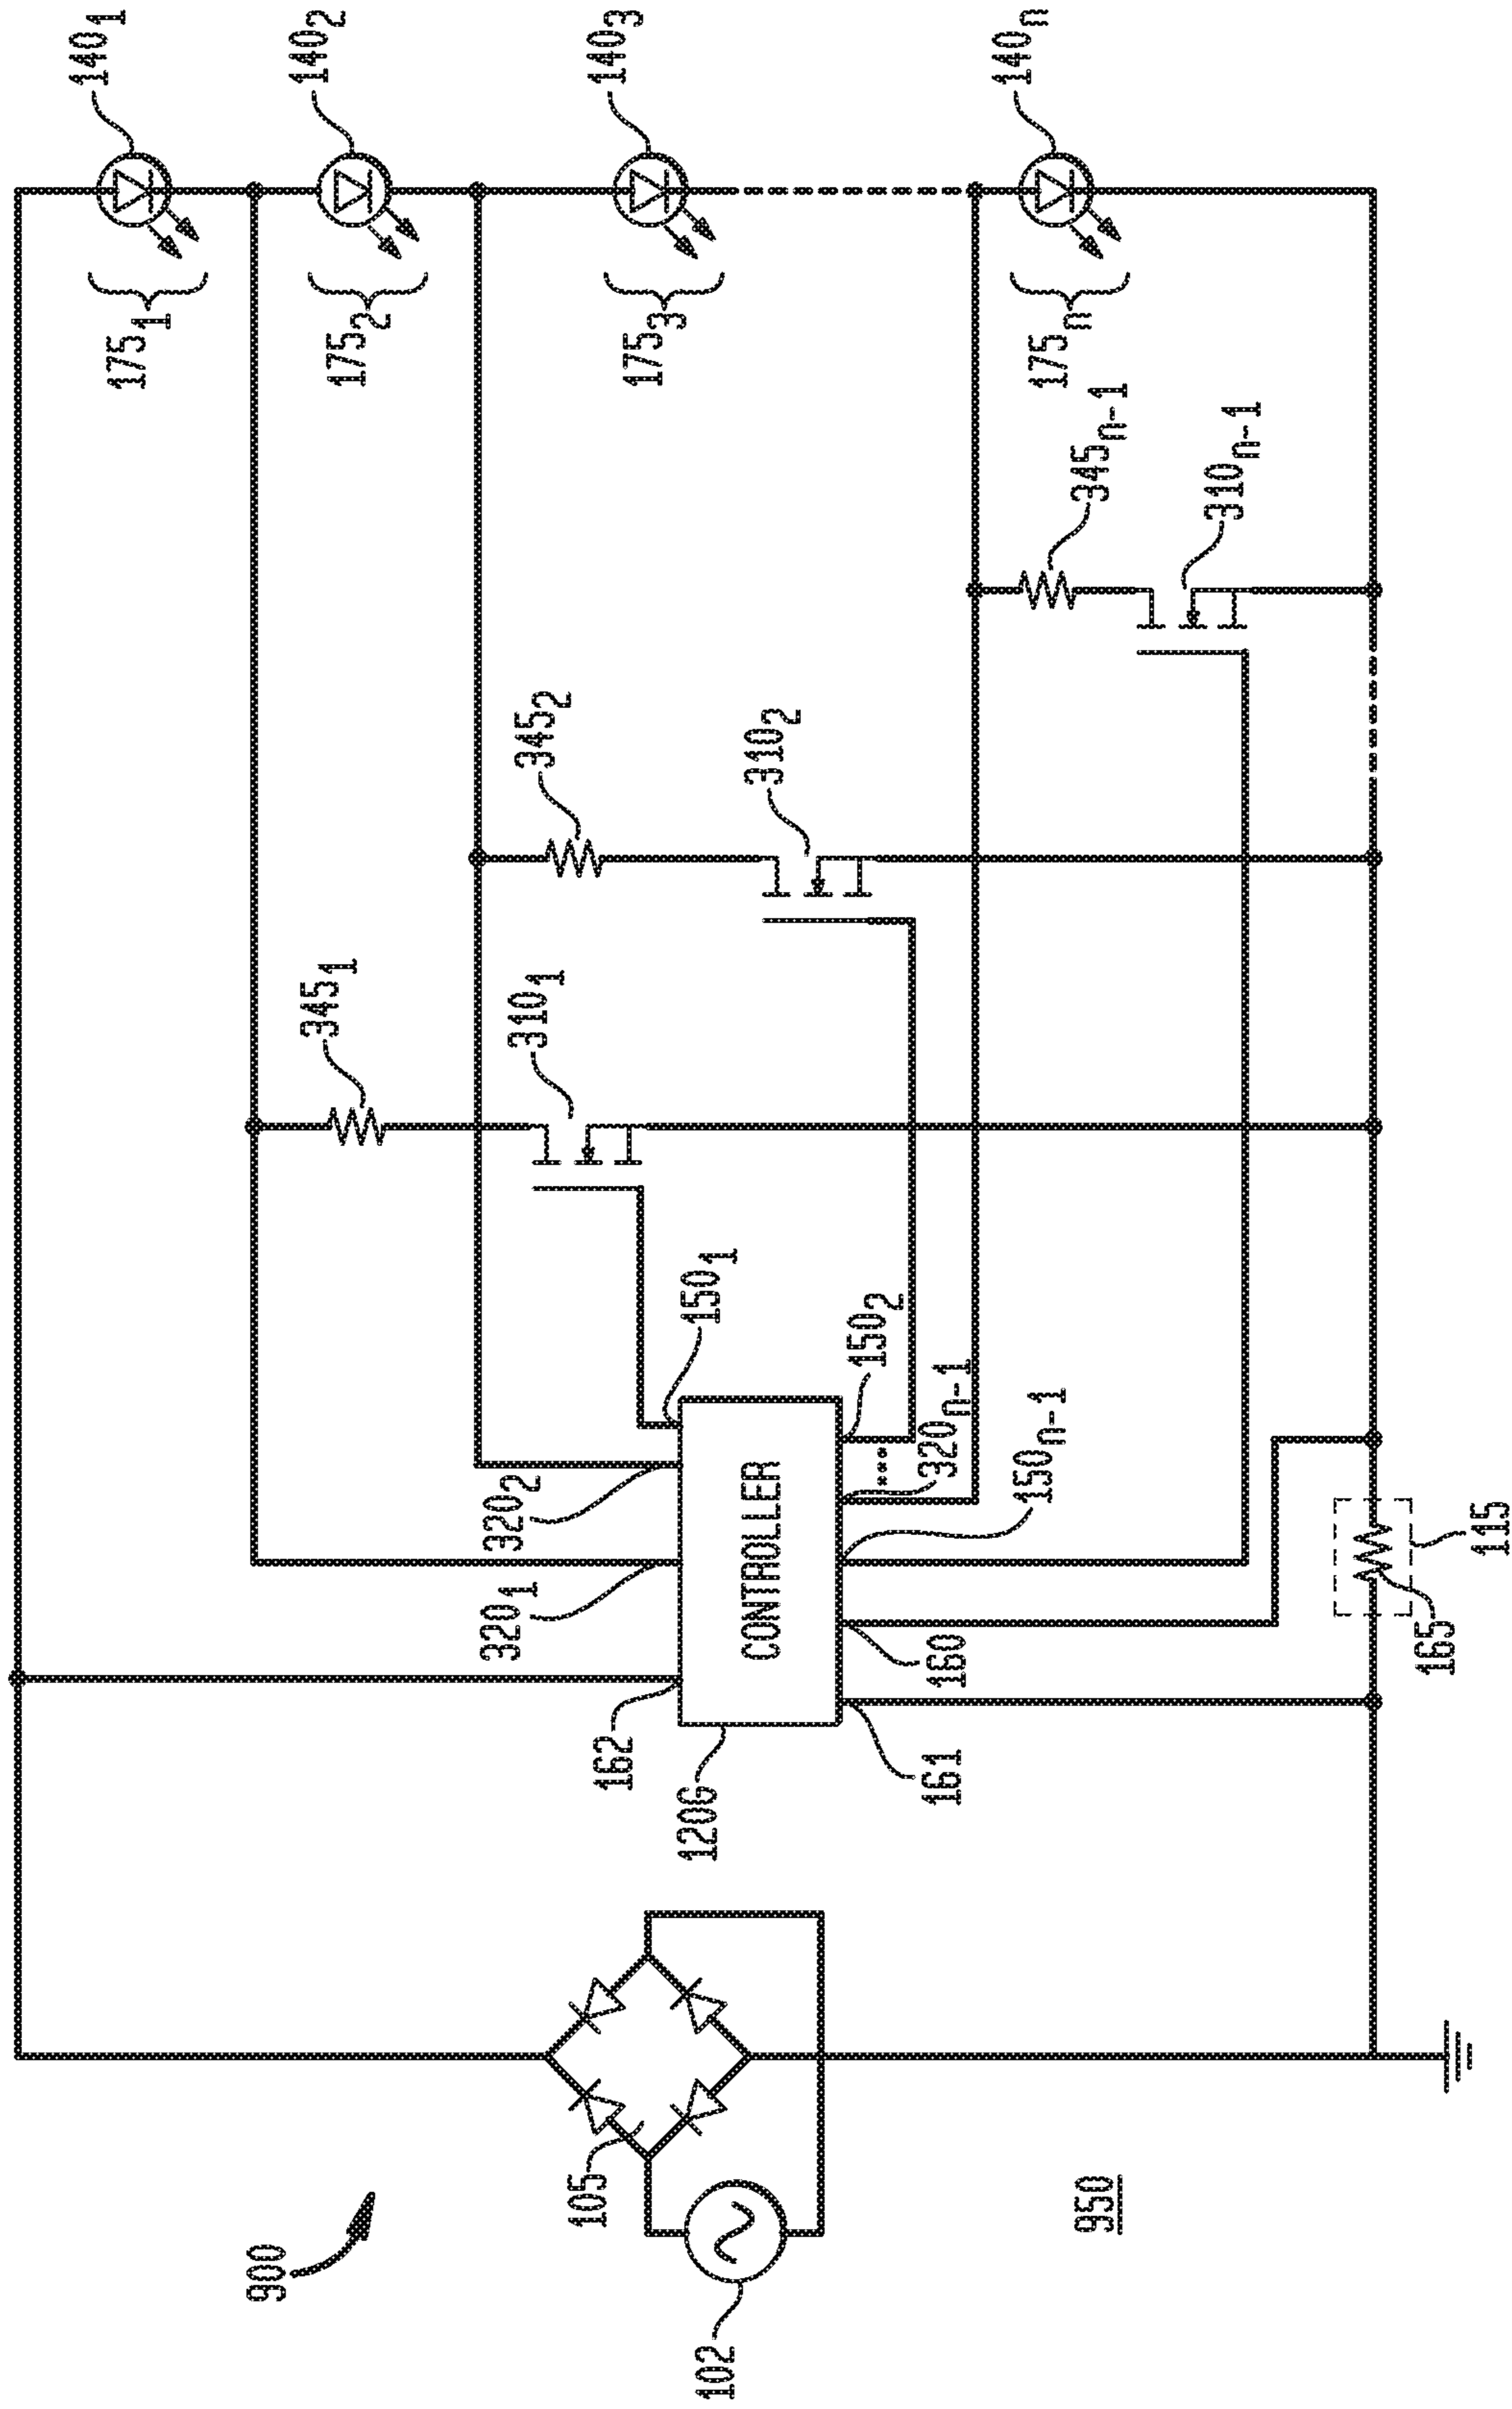 140₁
175₁
900
140₂
345₁
175₂
320₁
320₂
310₁
345₂
105
162
140₃
175₃
120G
150₁
102
CONTROLLER
310₂
150₂
161
160
320ₙ₋₁
140ₙ
150ₙ₋₁
175ₙ
950
345ₙ₋₁
310ₙ₋₁
165
115